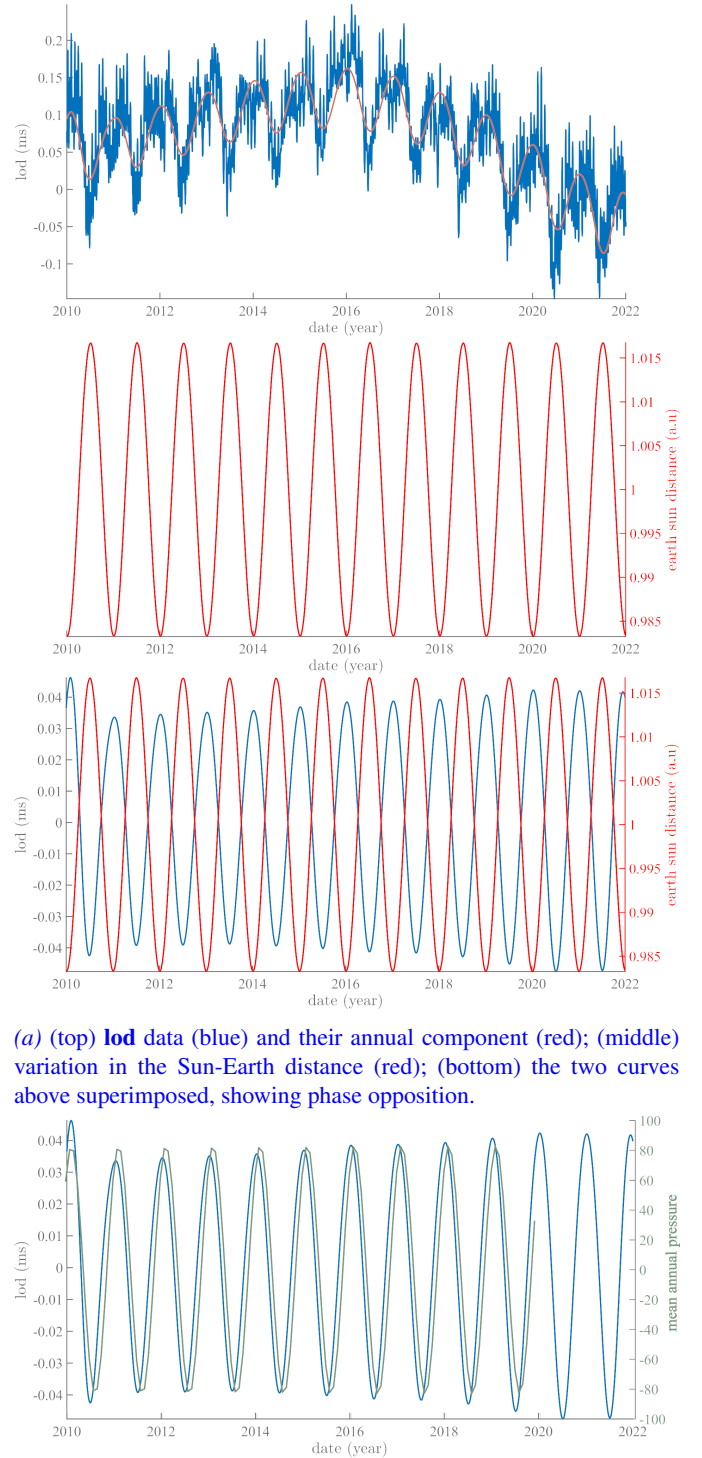 0.2
0.15
0.1
0.05
0
-0.05
-0.1
lod (ms)
2010 2012 2014 2016 2018 2020 2022
date (year)
1.015
1.01
1.005
1
0.995
0.99
0.985
earth sun distance (a.u)
2010 2012 2014 2016 2018 2020 2022
date (year)
0.04
0.03
0.02
0.01
0
-0.01
-0.02
-0.03
-0.04
lod (ms)
1.015
1.01
1.005
1
0.995
0.99
0.985
earth sun distance (a.u)
2010 2012 2014 2016 2018 2020 2022
date (year)
(a) (top) lod data (blue) and their annual component (red); (middle)
variation in the Sun-Earth distance (red); (bottom) the two curves
above superimposed, showing phase opposition.
0.04
0.03
0.02
0.01
0
-0.01
-0.02
-0.03
-0.04
lod (ms)
100
80
60
40
20
0
-20
-40
-60
-80
-100
mean annual pressure
2010 2012 2014 2016 2018 2020 2022
date (year)